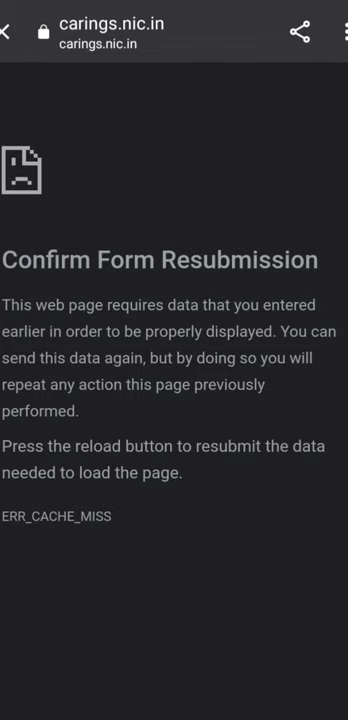 carings.nic.in
carings.nic.in
Confirm Form Resubmission
This web page requires data that you entered
earlier in order to be properly displayed. You can
send this data again, but by doing so you will
repeat any action this page previously
performed.
Press the reload button to resubmit the data
needed to load the page.
ERR_CACHE_MISS